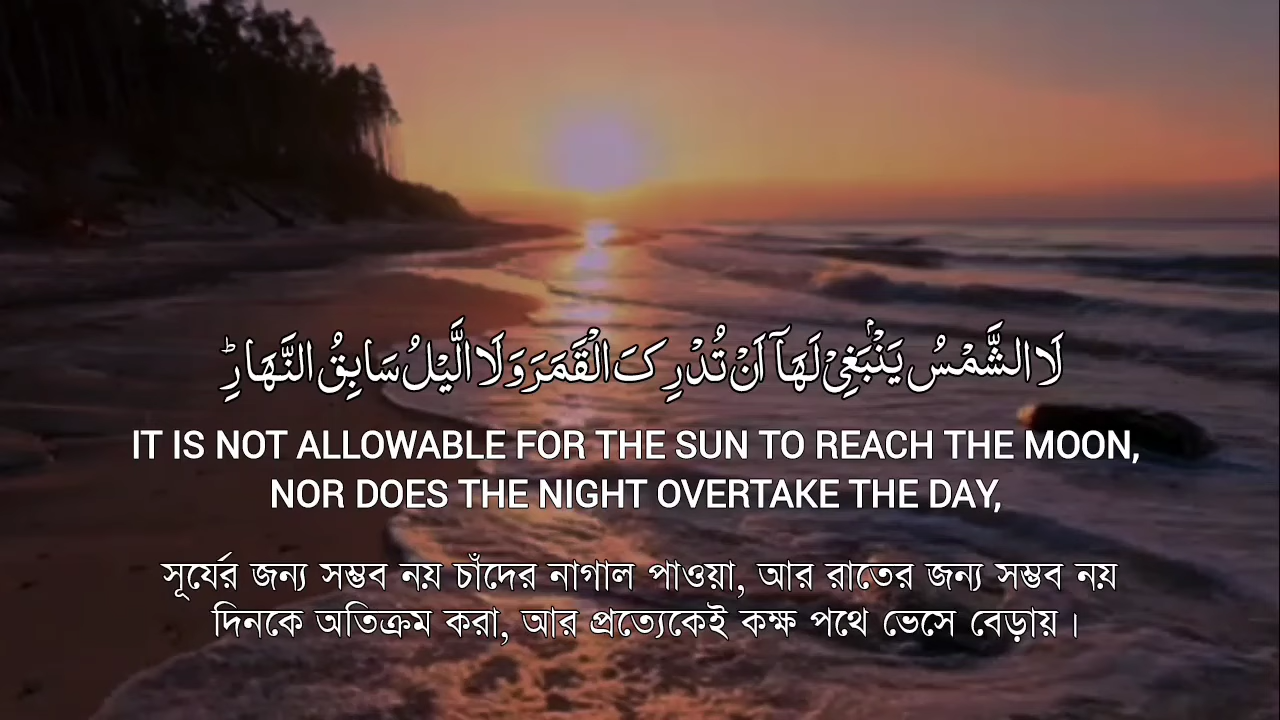 لَا الشَّمْسُ يَنْۢبَغِيْ لَهَآ اَنْ تُدْرِكَ الْقَمَرَ وَلَا الَّيْلُ سَابِقُ النَّهَارِؕ
IT IS NOT ALLOWABLE FOR THE SUN TO REACH THE MOON,
NOR DOES THE NIGHT OVERTAKE THE DAY,
সূর্যের জন্য সম্ভব নয় চাঁদের নাগাল পাওয়া, আর রাতের জন্য সম্ভব নয়
দিনকে অতিক্রম করা, আর প্রত্যেকেই কক্ষ পথে ভেসে বেড়ায়।